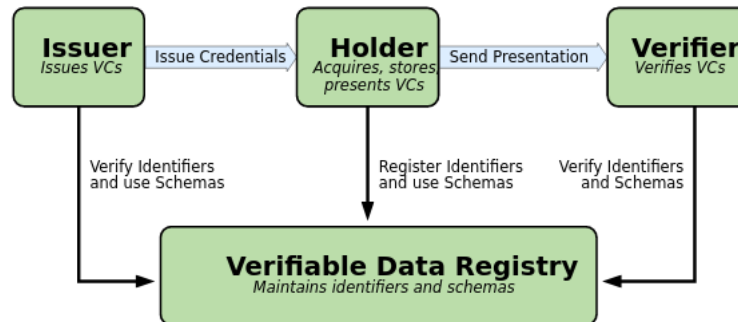 Issuer
Issues VCs
Issue Credentials
Holder
Acquires, stores,
presents VCs
Send Presentation
Verifier
Verifies VCs
Verify Identifiers
and use Schemas
Register Identifiers
and use Schemas
Verify Identifiers
and Schemas
Verifiable Data Registry
Maintains identifiers and schemas